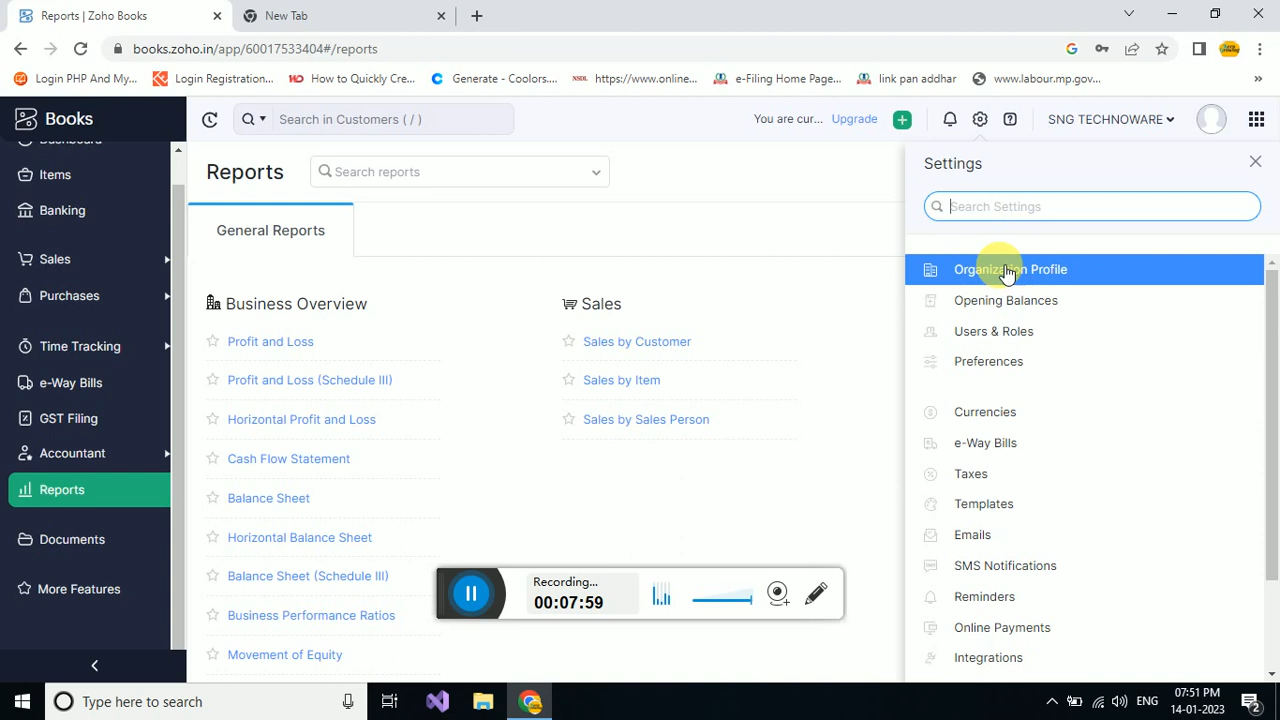 Reports | Zoho Books
New Tab
books.zoho.in/app/60017533404#/reports
Login PHP And My...
Login Registration...
How to Quickly Cre...
Generate - Coolors....
https://www.online...
e-Filing Home Page...
link pan addhar
www.labour.mp.gov...
Books
Search in Customers ( / )
You are cur...
Upgrade
SNG TECHNOWARE
Dashboard
Items
Banking
Sales
Purchases
Time Tracking
e-Way Bills
GST Filing
Accountant
Reports
Documents
More Features
Reports
Search reports
General Reports
Business Overview
Profit and Loss
Profit and Loss (Schedule III)
Horizontal Profit and Loss
Cash Flow Statement
Balance Sheet
Horizontal Balance Sheet
Balance Sheet (Schedule III)
Business Performance Ratios
Movement of Equity
Sales
Sales by Customer
Sales by Item
Sales by Sales Person
Settings
Search Settings
Organization Profile
Opening Balances
Users & Roles
Preferences
Currencies
e-Way Bills
Taxes
Templates
Emails
SMS Notifications
Reminders
Online Payments
Integrations
Recording...
00:07:59
Type here to search
ENG
07:51 PM
14-01-2023
2